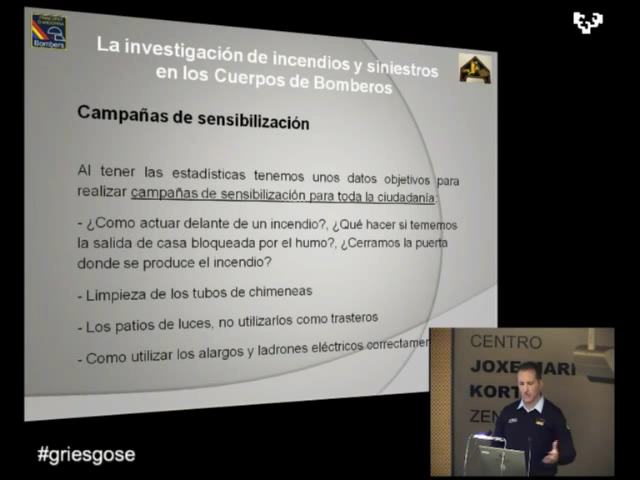 Bombers
La investigación de incendios y siniestros
en los Cuerpos de Bomberos
Campañas de sensibilización
Al tener las estadísticas tenemos unos datos objetivos para
realizar campañas de sensibilización para toda la ciudadanía:
- ¿Como actuar delante de un incendio?, ¿Qué hacer si tememos
la salida de casa bloqueada por el humo?, ¿Cerramos la puerta
donde se produce el incendio?
- Limpieza de los tubos de chimeneas
- Los patios de luces, no utilizarlos como trasteros
- Como utilizar los alargos y ladrones eléctricos
CENTRO
JOXE MARI
KORT
ZEN
#griesgose